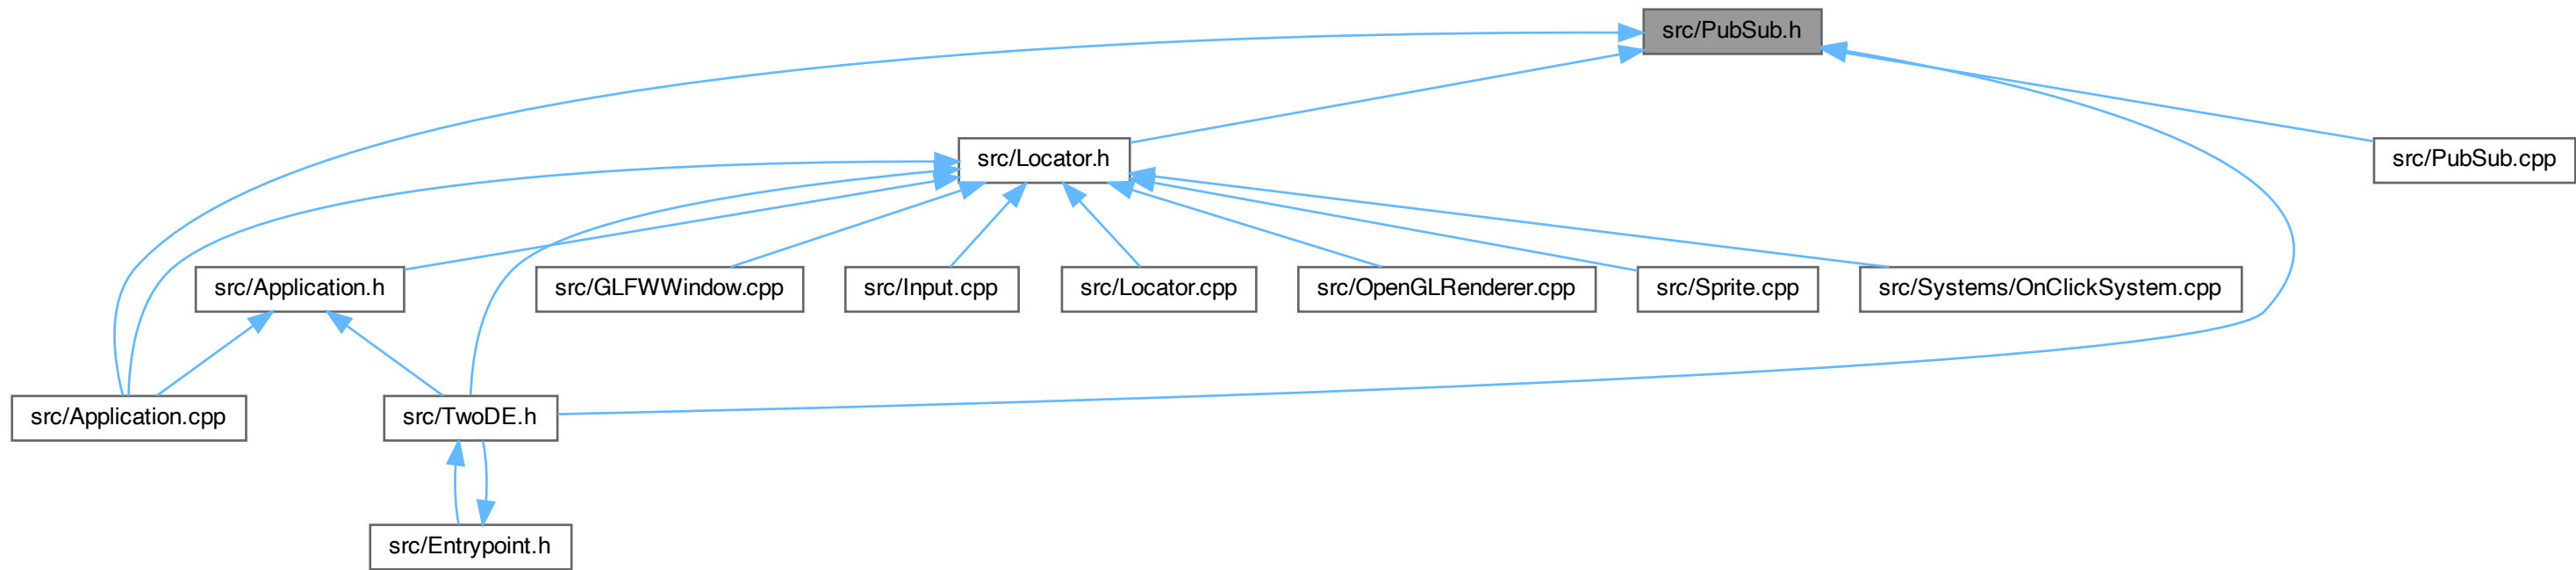 src/PubSub.h
src/Locator.h
src/PubSub.cpp
src/Application.h
src/GLFWWindow.cpp
src/Input.cpp
src/Locator.cpp
src/OpenGLRenderer.cpp
src/Sprite.cpp
src/Systems/OnClickSystem.cpp
src/Application.cpp
src/TwoDE.h
src/Entrypoint.h